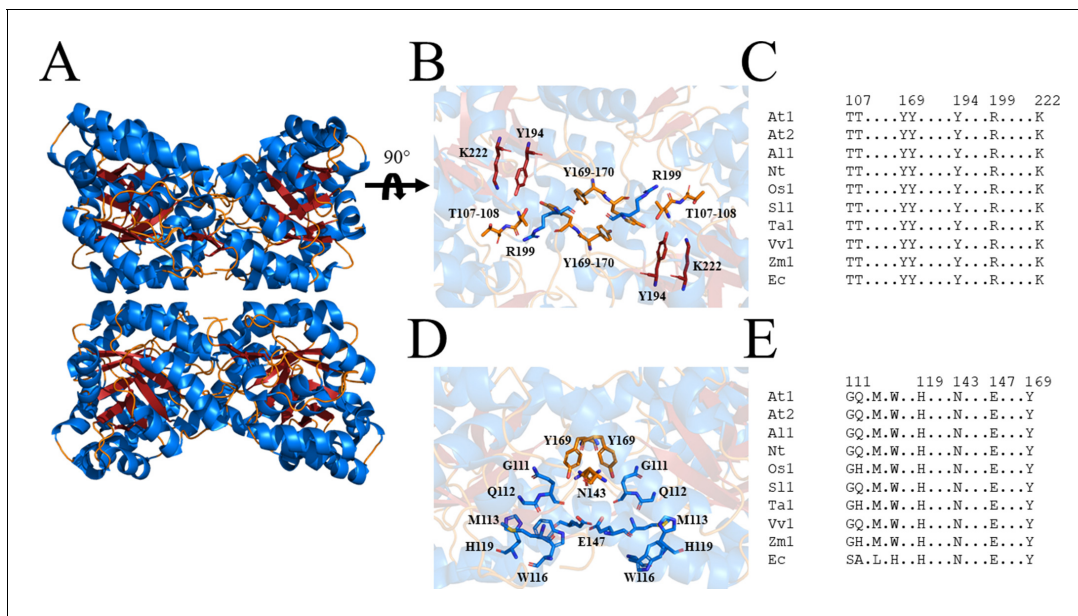 A
B
C
90°
Y194
K222
Y169-170
R199
T107-108
T107-108
R199
Y169-170
K222
Y194
107 169 194 199 222
At1 TT....YY....Y...R....K
At2 TT....YY....Y...R....K
Al1 TT....YY....Y...R....K
Nt TT....YY....Y...R....K
Os1 TT....YY....Y...R....K
Sl1 TT....YY....Y...R....K
Ta1 TT....YY....Y...R....K
Vv1 TT....YY....Y...R....K
Zm1 TT....YY....Y...R....K
Ec TT....YY....Y...R....K
D
E
Y169 Y169
G111 G111
Q112 N143 Q112
M113 M113
H119 E147 H119
W116 W116
111 119 143 147 169
At1 GQ.M.W..H...N...E...Y
At2 GQ.M.W..H...N...E...Y
Al1 GQ.M.W..H...N...E...Y
Nt GQ.M.W..H...N...E...Y
Os1 GH.M.W..H...N...E...Y
Sl1 GQ.M.W..H...N...E...Y
Ta1 GH.M.W..H...N...E...Y
Vv1 GQ.M.W..H...N...E...Y
Zm1 GH.M.W..H...N...E...Y
Ec SA.L.H..H...N...E...Y